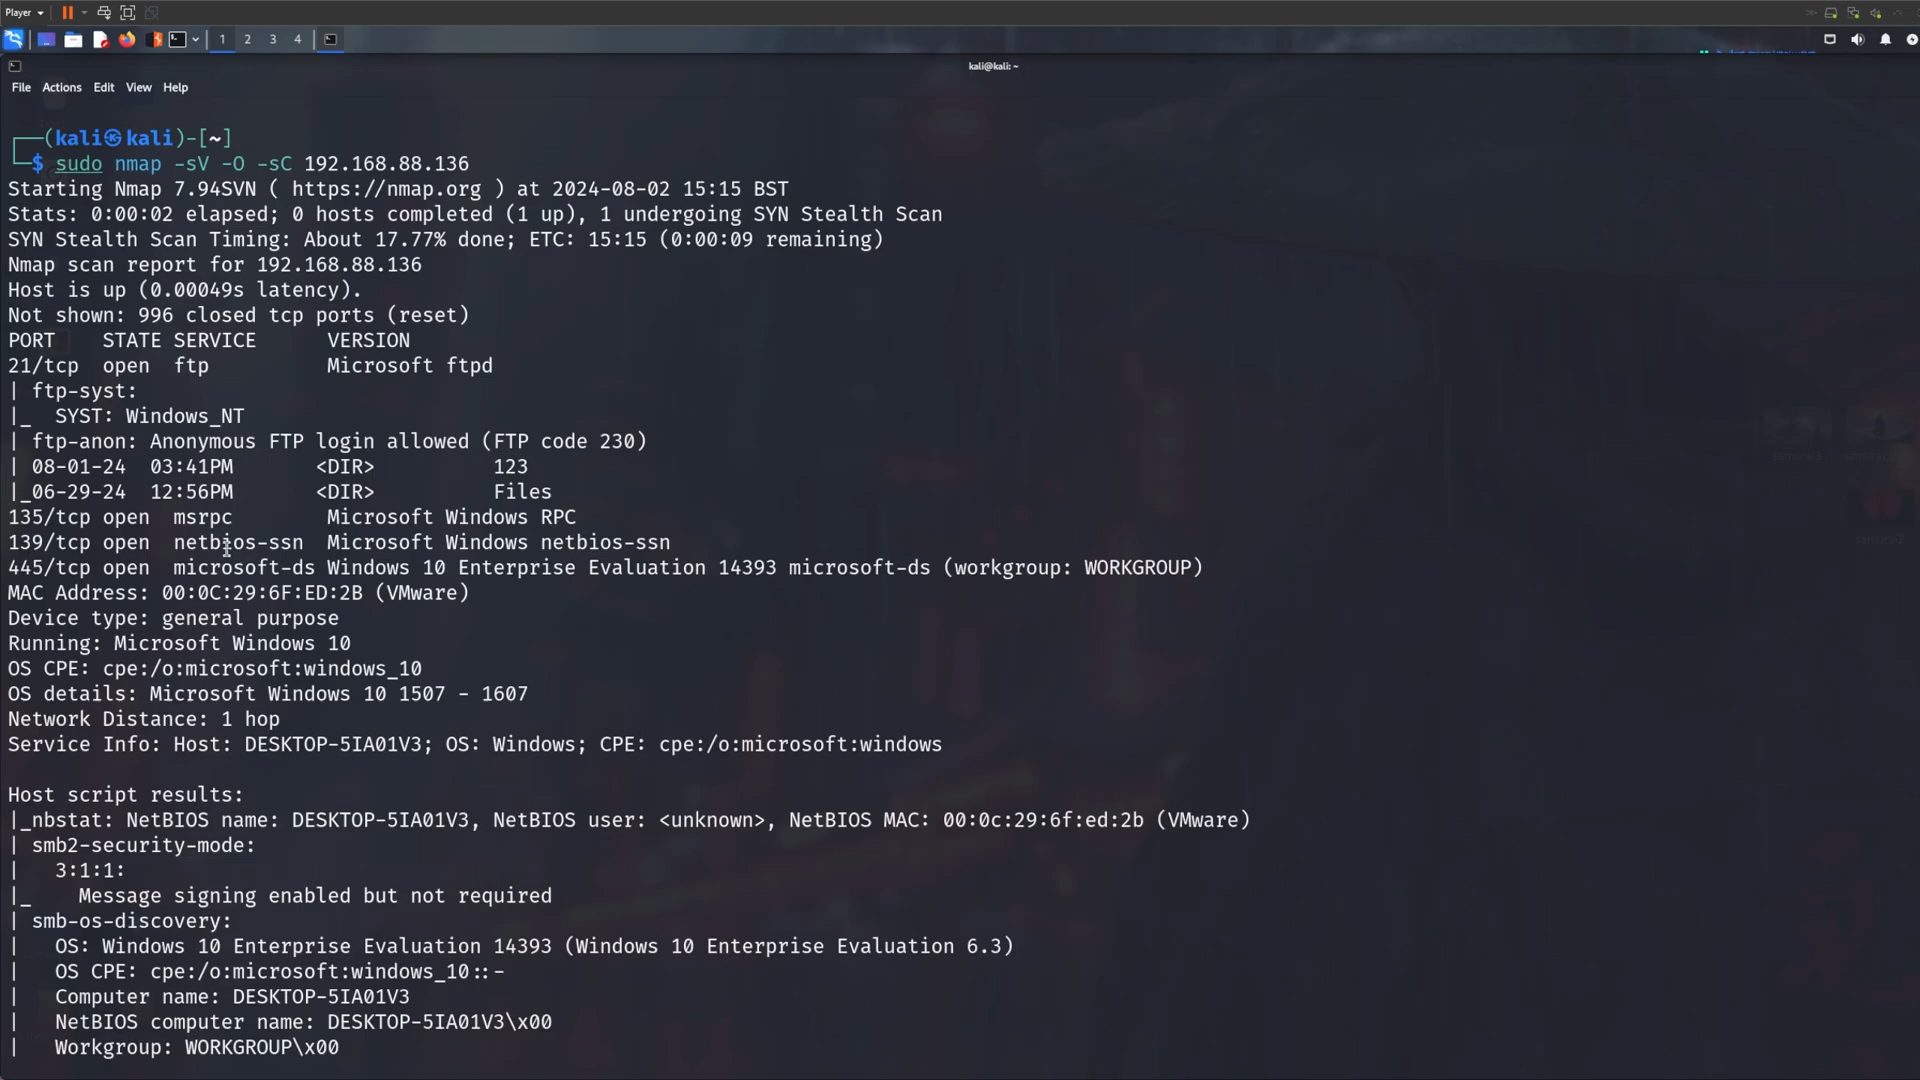 Player
1 2 3 4
kali@kali: ~
File Actions Edit View Help
(kali㉿kali)-[~]
$ sudo nmap -sV -O -sC 192.168.88.136
Starting Nmap 7.94SVN ( https://nmap.org ) at 2024-08-02 15:15 BST
Stats: 0:00:02 elapsed; 0 hosts completed (1 up), 1 undergoing SYN Stealth Scan
SYN Stealth Scan Timing: About 17.77% done; ETC: 15:15 (0:00:09 remaining)
Nmap scan report for 192.168.88.136
Host is up (0.00049s latency).
Not shown: 996 closed tcp ports (reset)
PORT    STATE SERVICE      VERSION
21/tcp  open  ftp          Microsoft ftpd
| ftp-syst:
|_  SYST: Windows_NT
| ftp-anon: Anonymous FTP login allowed (FTP code 230)
| 08-01-24  03:41PM       <DIR>          123
|_06-29-24  12:56PM       <DIR>          Files
135/tcp open  msrpc        Microsoft Windows RPC
139/tcp open  netbios-ssn  Microsoft Windows netbios-ssn
445/tcp open  microsoft-ds Windows 10 Enterprise Evaluation 14393 microsoft-ds (workgroup: WORKGROUP)
MAC Address: 00:0C:29:6F:ED:2B (VMware)
Device type: general purpose
Running: Microsoft Windows 10
OS CPE: cpe:/o:microsoft:windows_10
OS details: Microsoft Windows 10 1507 - 1607
Network Distance: 1 hop
Service Info: Host: DESKTOP-5IA01V3; OS: Windows; CPE: cpe:/o:microsoft:windows
Host script results:
|_nbstat: NetBIOS name: DESKTOP-5IA01V3, NetBIOS user: <unknown>, NetBIOS MAC: 00:0c:29:6f:ed:2b (VMware)
| smb2-security-mode:
|   3:1:1:
|_    Message signing enabled but not required
| smb-os-discovery:
|   OS: Windows 10 Enterprise Evaluation 14393 (Windows 10 Enterprise Evaluation 6.3)
|   OS CPE: cpe:/o:microsoft:windows_10::-
|   Computer name: DESKTOP-5IA01V3
|   NetBIOS computer name: DESKTOP-5IA01V3\x00
|   Workgroup: WORKGROUP\x00